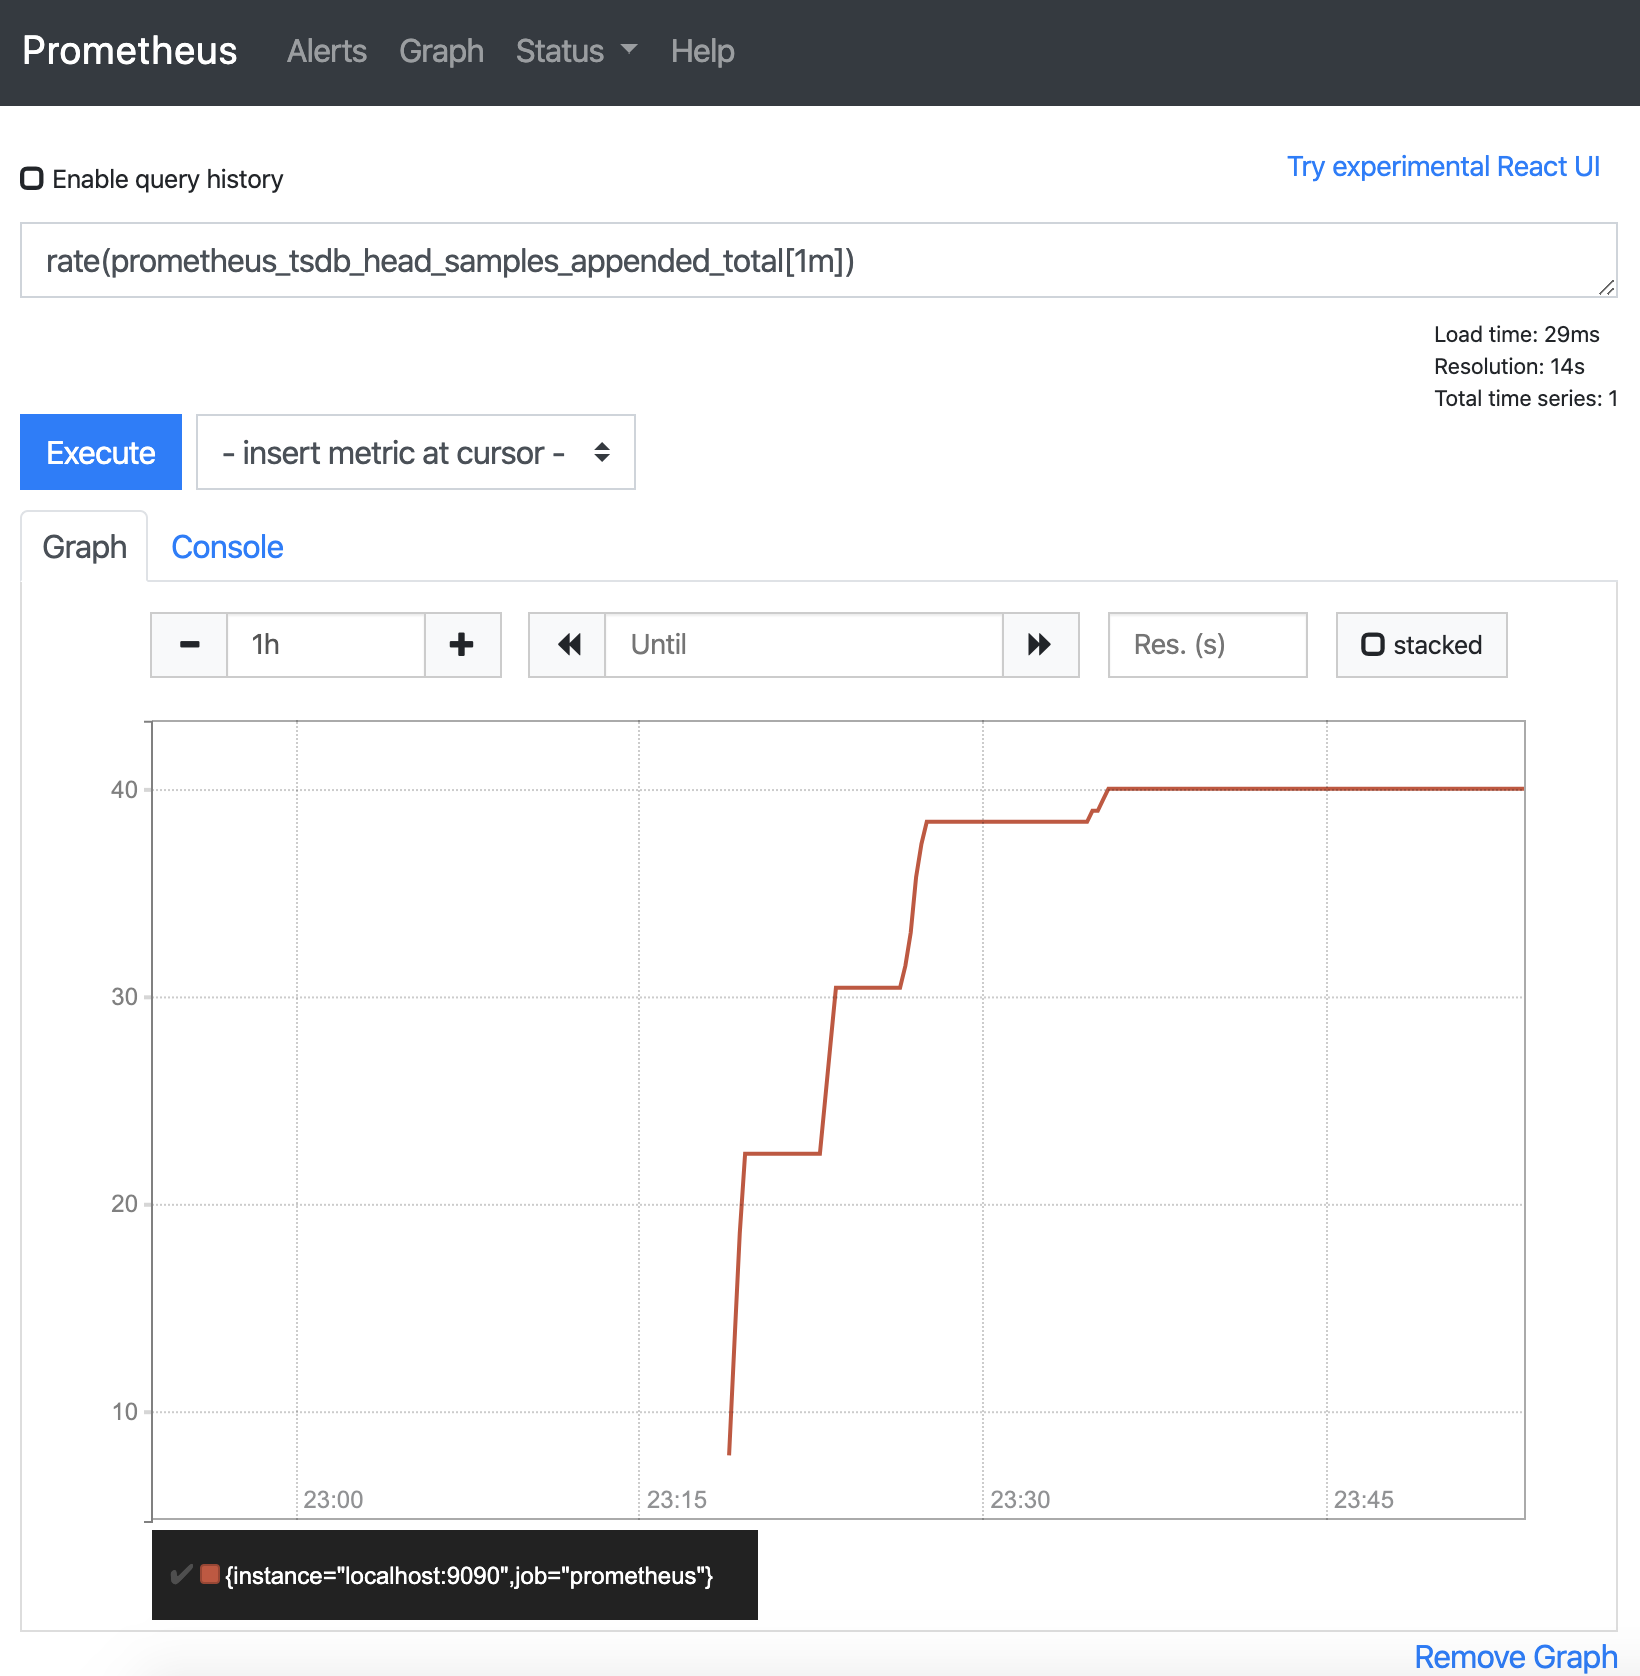 Prometheus Alerts Graph Status Help
Enable query history
Try experimental React UI
rate(prometheus_tsdb_head_samples_appended_total[1m])
Load time: 29ms
Resolution: 14s
Total time series: 1
Execute
- insert metric at cursor -
Graph Console
1h Until Res. (s) stacked
40
30
20
10
23:00 23:15 23:30 23:45
{instance="localhost:9090",job="prometheus"}
Remove Graph